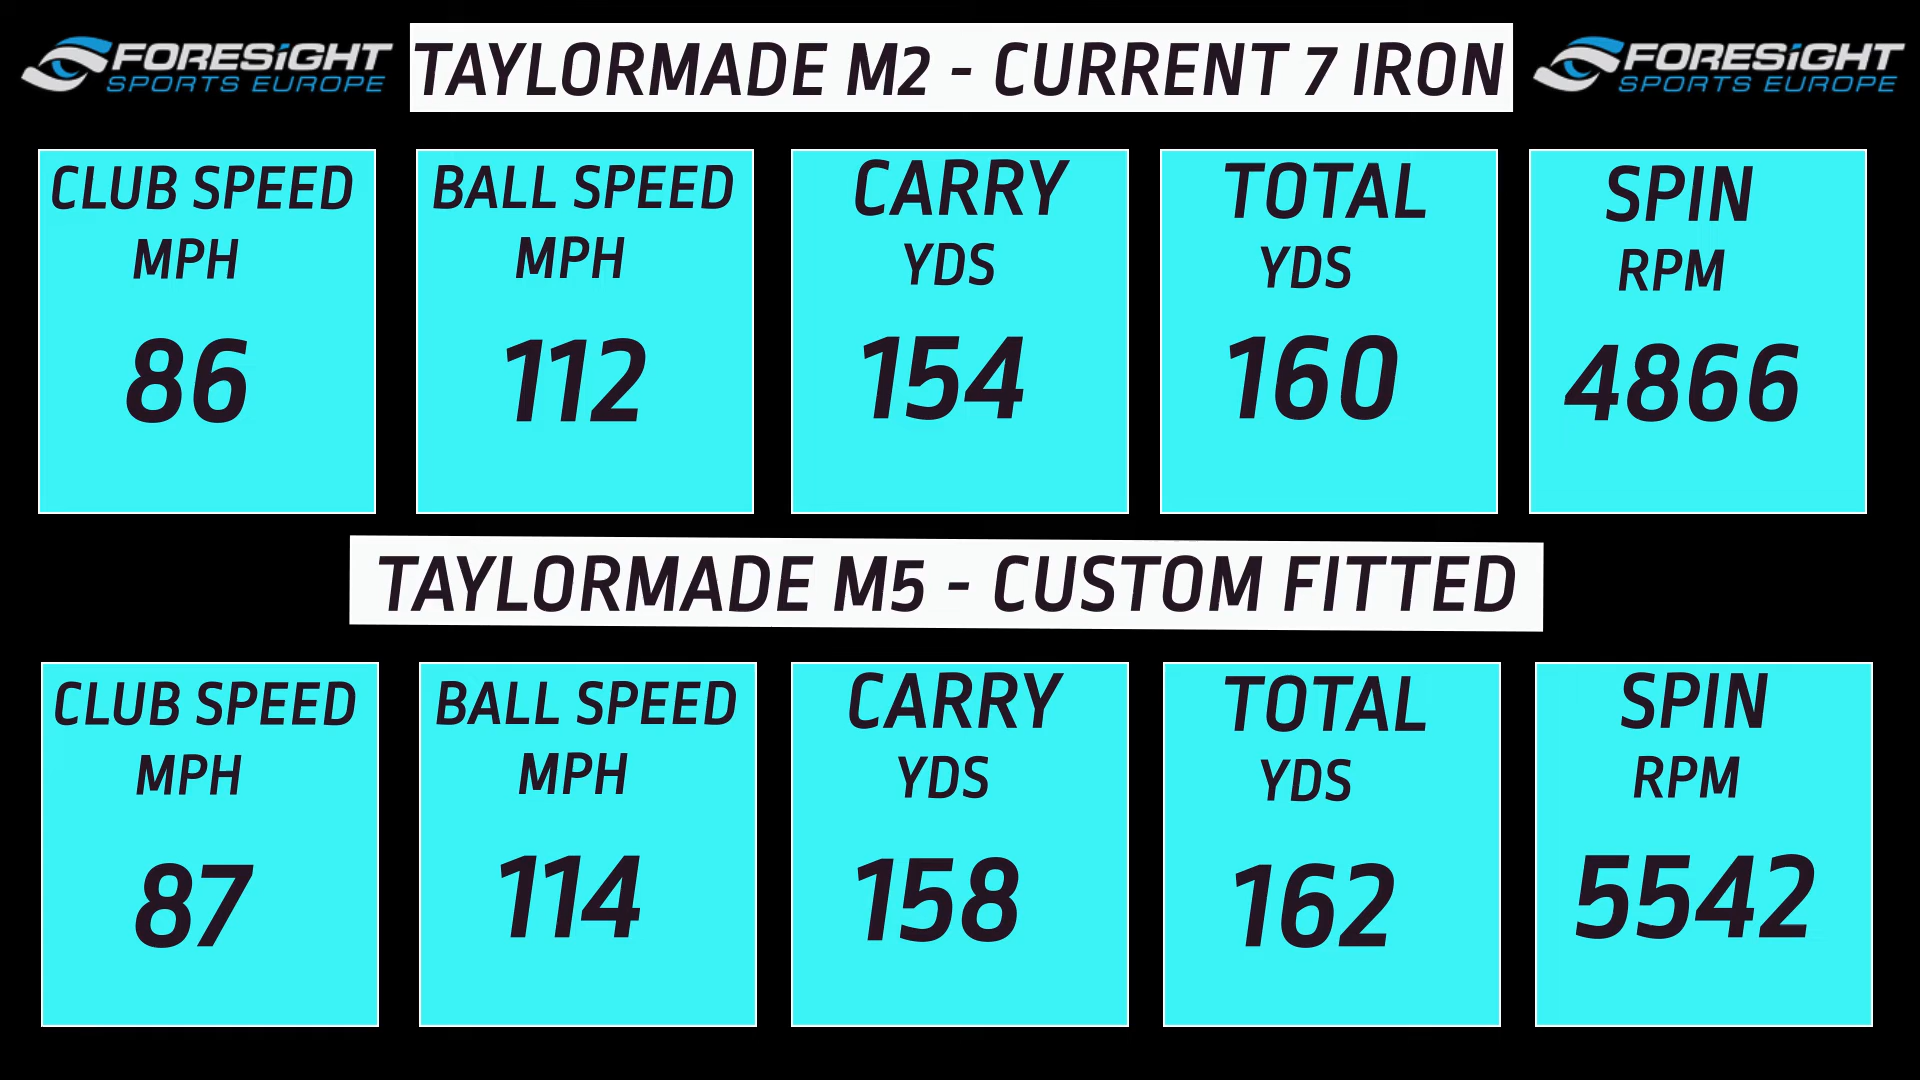 FORESiGHT
SPORTS EUROPE
TAYLORMADE M2 - CURRENT 7 IRON
FORESiGHT
SPORTS EUROPE
CLUB SPEED
MPH
86
BALL SPEED
MPH
112
CARRY
YDS
154
TOTAL
YDS
160
SPIN
RPM
4866
TAYLORMADE M5 - CUSTOM FITTED
CLUB SPEED
MPH
87
BALL SPEED
MPH
114
CARRY
YDS
158
TOTAL
YDS
162
SPIN
RPM
5542